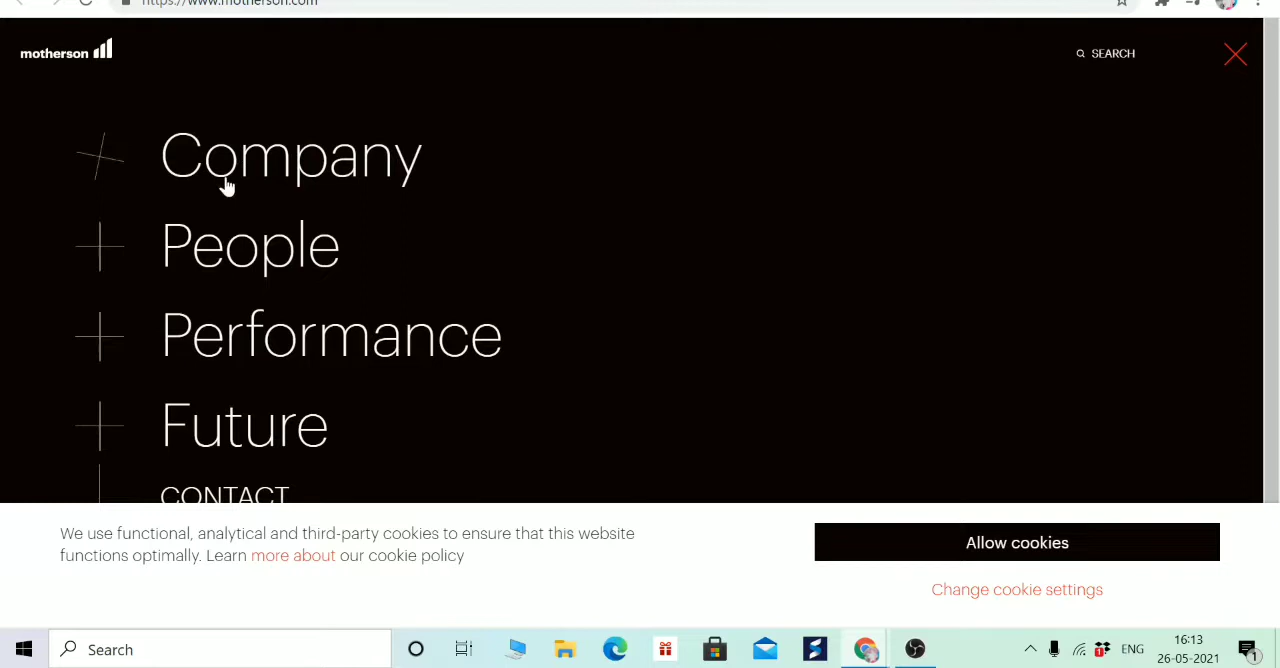 https://www.motherson.com
motherson
SEARCH
Company
People
Performance
Future
CONTACT
We use functional, analytical and third-party cookies to ensure that this website
functions optimally. Learn more about our cookie policy
Allow cookies
Change cookie settings
Search
ENG
16:13
26-05-2021
1